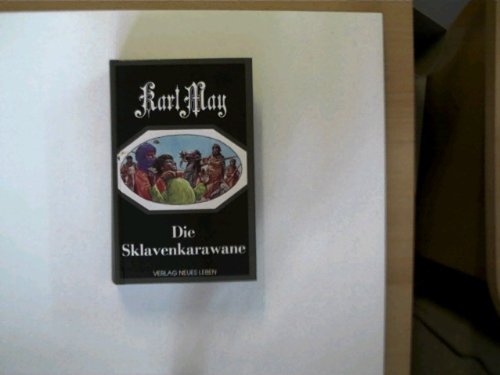 Karl May
Die
Sklavenkarawane
VERLAG NEUES LEBEN